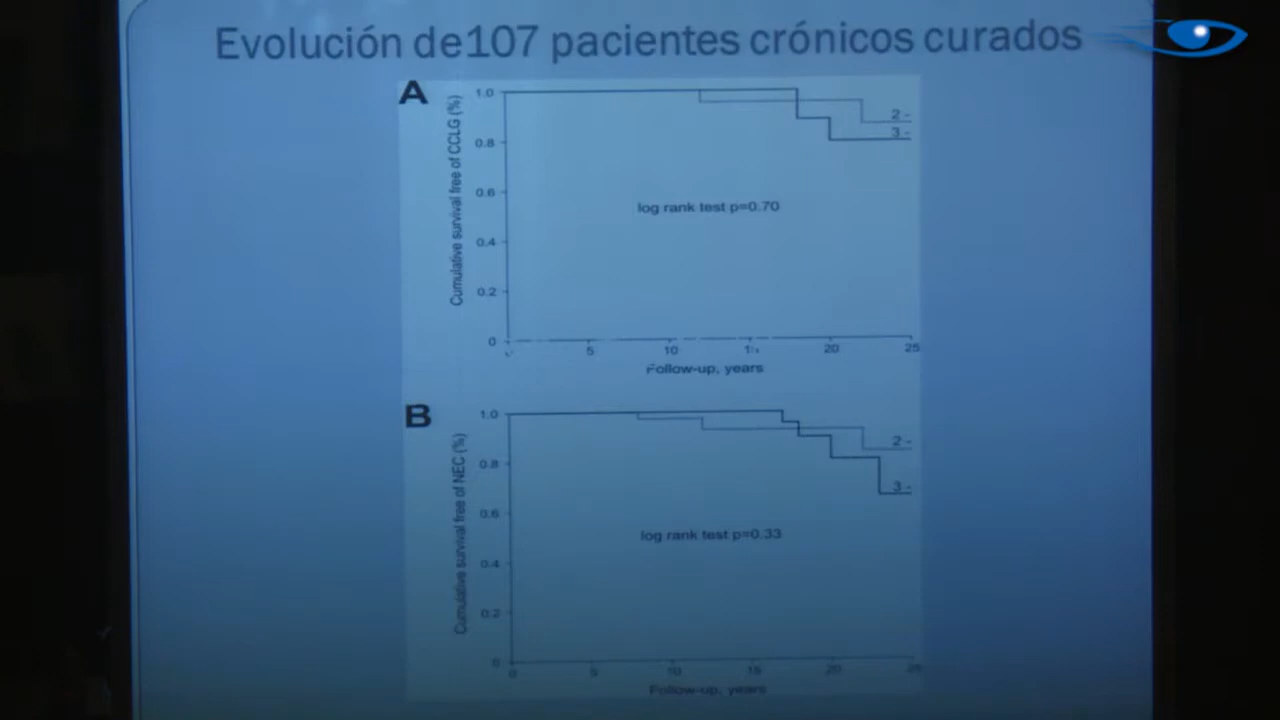 Evolución de107 pacientes crónicos curados
A
Cumulative survival free of CCLG (%)
1.0
0.8
0.6
0.4
0.2
0
2 -
3 -
log rank test p=0.70
5
10
20
25
Follow-up, years
B
Cumulative survival free of NEC (%)
1.0
0.8
0.6
0.4
0.2
0
2 -
3 -
log rank test p=0.33
0
5
10
15
20
25
Follow-up, years